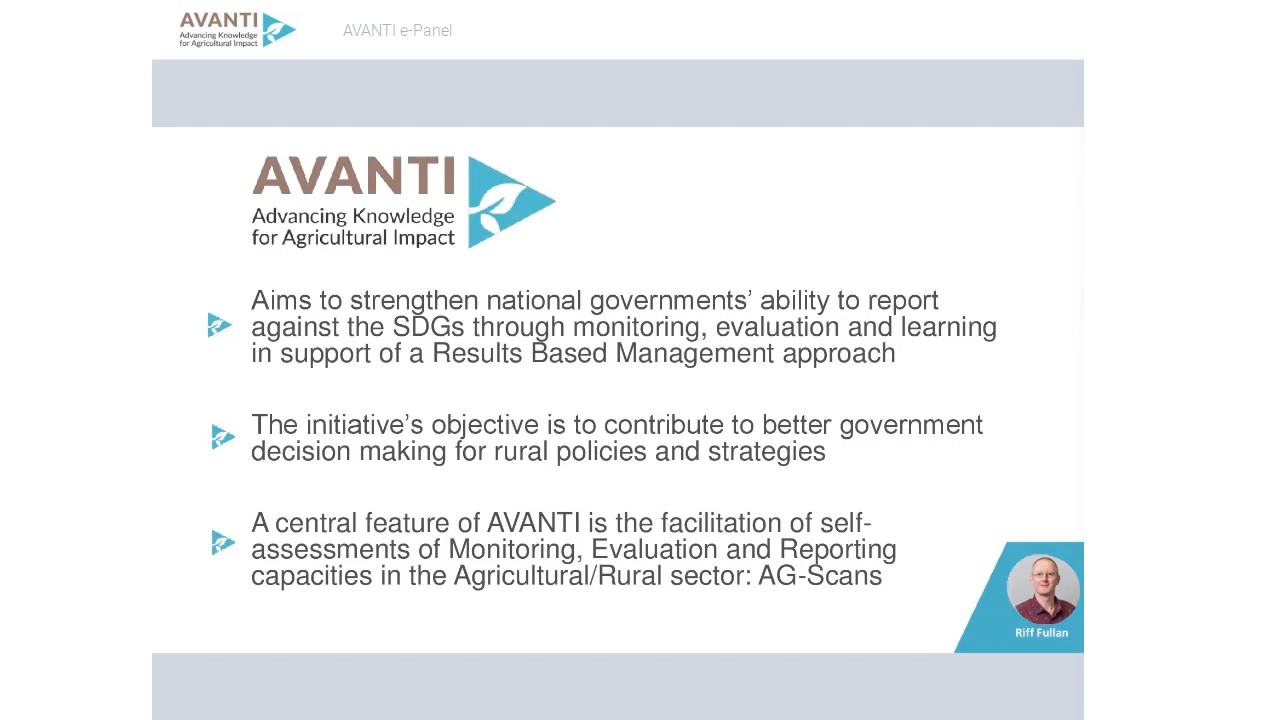 AVANTI
Advancing Knowledge
for Agricultural Impact
AVANTI e-Panel
AVANTI
Advancing Knowledge
for Agricultural Impact
Aims to strengthen national governments’ ability to report
against the SDGs through monitoring, evaluation and learning
in support of a Results Based Management approach
The initiative’s objective is to contribute to better government
decision making for rural policies and strategies
A central feature of AVANTI is the facilitation of self-
assessments of Monitoring, Evaluation and Reporting
capacities in the Agricultural/Rural sector: AG-Scans
Riff Fullan